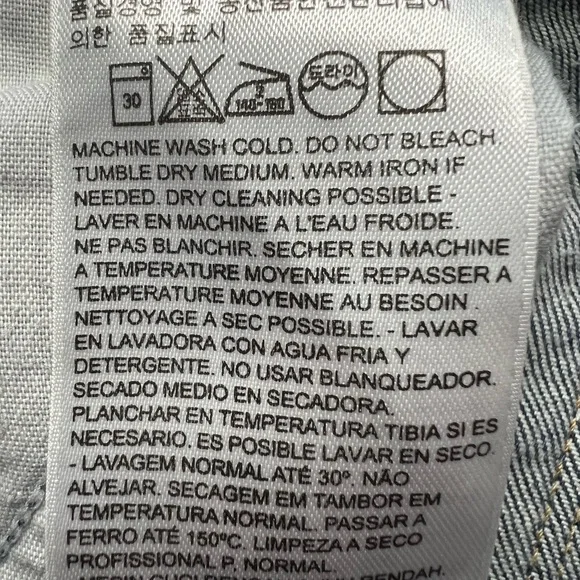 의한 품질표시
30
드라이
MACHINE WASH COLD. DO NOT BLEACH.
TUMBLE DRY MEDIUM. WARM IRON IF
NEEDED. DRY CLEANING POSSIBLE -
LAVER EN MACHINE A L'EAU FROIDE.
NE PAS BLANCHIR. SECHER EN MACHINE
A TEMPERATURE MOYENNE. REPASSER A
TEMPERATURE MOYENNE AU BESOIN.
NETTOYAGE A SEC POSSIBLE. - LAVAR
EN LAVADORA CON AGUA FRIA Y
DETERGENTE. NO USAR BLANQUEADOR.
SECADO MEDIO EN SECADORA.
PLANCHAR EN TEMPERATURA TIBIA SI ES
NECESARIO. ES POSIBLE LAVAR EN SECO.
- LAVAGEM NORMAL ATÉ 30º. NÃO
ALVEJAR. SECAGEM EM TAMBOR EM
TEMPERATURA NORMAL. PASSAR A
FERRO ATÉ 150ºC. LIMPEZA A SECO
PROFISSIONAL P. NORMAL.